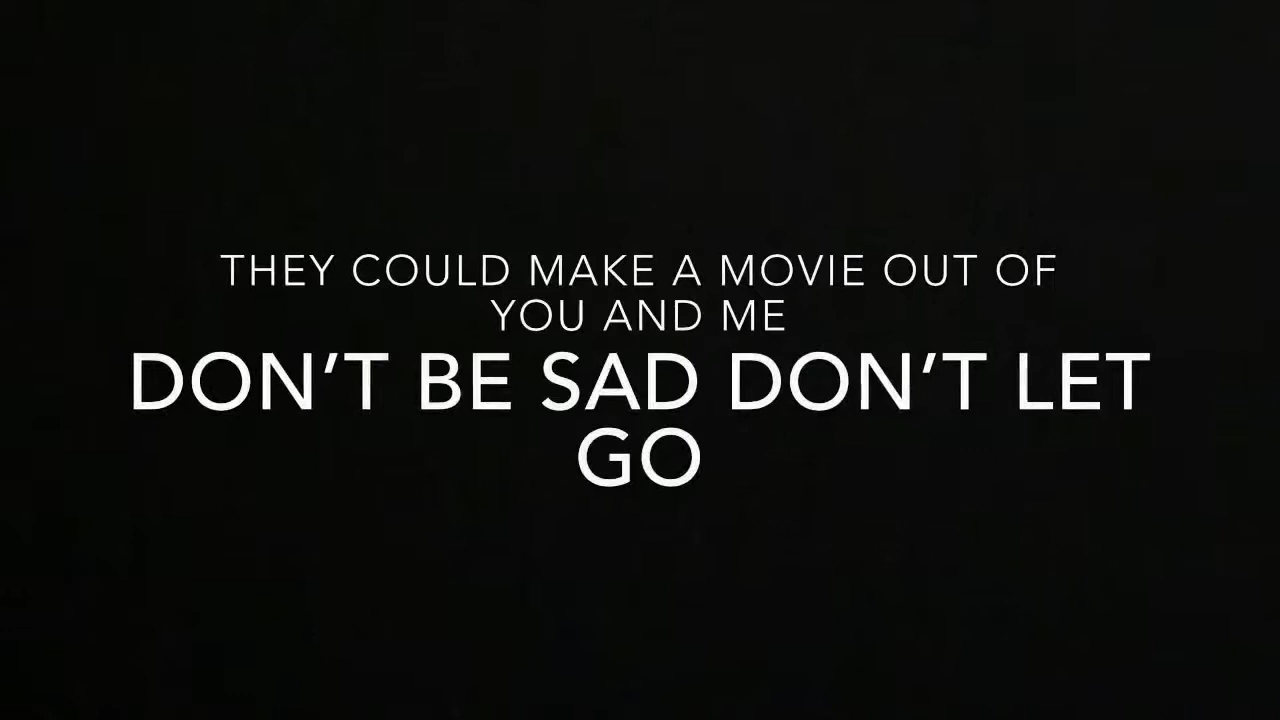 THEY COULD MAKE A MOVIE OUT OF
YOU AND ME
DON’T BE SAD DON’T LET
GO